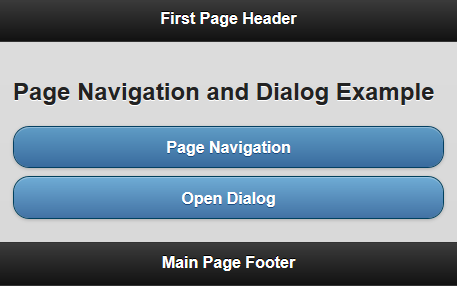 First Page Header
Page Navigation and Dialog Example
Page Navigation
Open Dialog
Main Page Footer